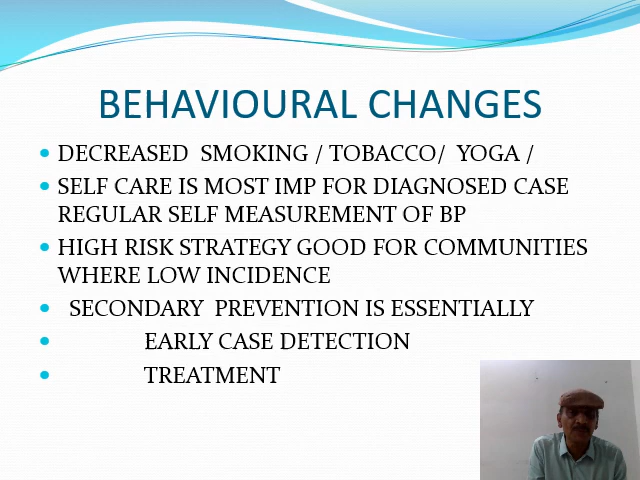 BEHAVIOURAL CHANGES
DECREASED SMOKING / TOBACCO/ YOGA /
SELF CARE IS MOST IMP FOR DIAGNOSED CASE
REGULAR SELF MEASUREMENT OF BP
HIGH RISK STRATEGY GOOD FOR COMMUNITIES
WHERE LOW INCIDENCE
SECONDARY PREVENTION IS ESSENTIALLY
EARLY CASE DETECTION
TREATMENT